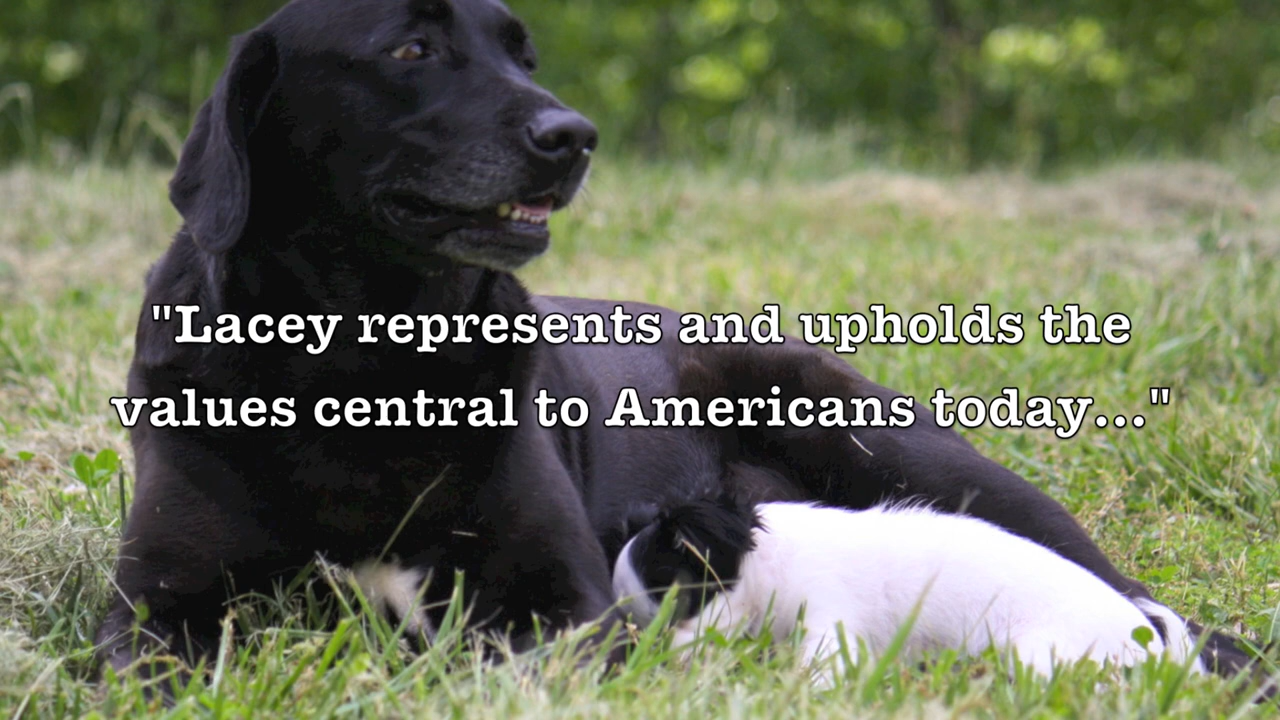 "Lacey represents and upholds the
values central to Americans today..."